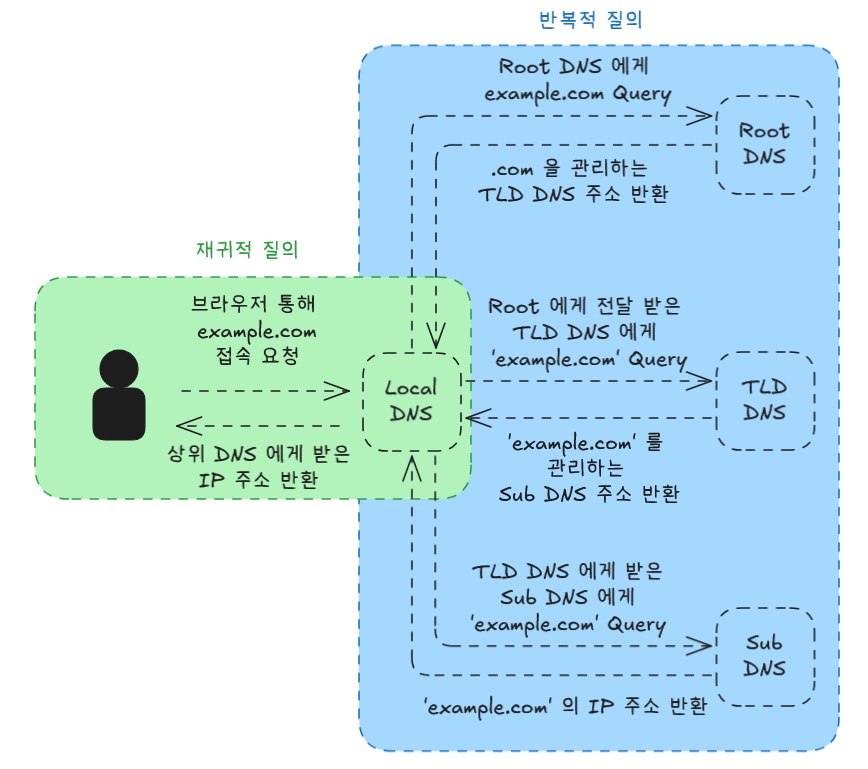 반복적 질의
Root DNS 에게
example.com Query
Root
DNS
.com 을 관리하는
TLD DNS 주소 반환
재귀적 질의
브라우저 통해
example.com
접속 요청
Local
DNS
상위 DNS 에게 받은
IP 주소 반환
Root 에게 전달 받은
TLD DNS 에게
'example.com' Query
TLD
DNS
'example.com' 를
관리하는
Sub DNS 주소 반환
TLD DNS 에게 받은
Sub DNS 에게
'example.com' Query
Sub
DNS
'example.com' 의 IP 주소 반환